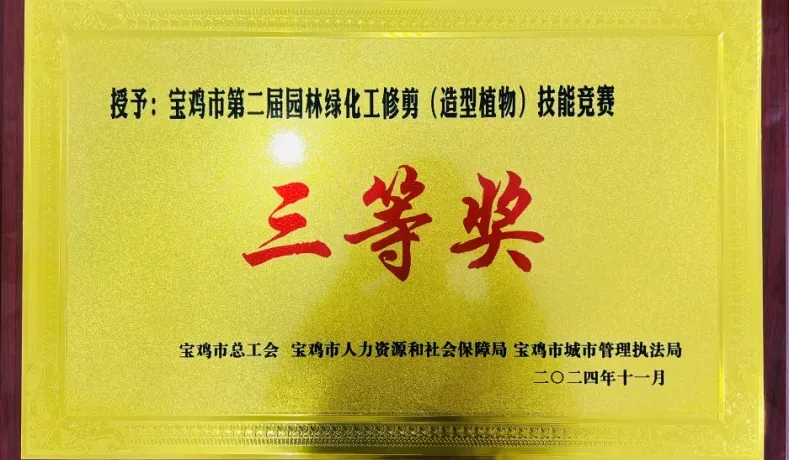 授予：宝鸡市第二届园林绿化工修剪（造型植物）技能竞赛
三等奖
宝鸡市总工会 宝鸡市人力资源和社会保障局 宝鸡市城市管理执法局
二〇二四年十一月